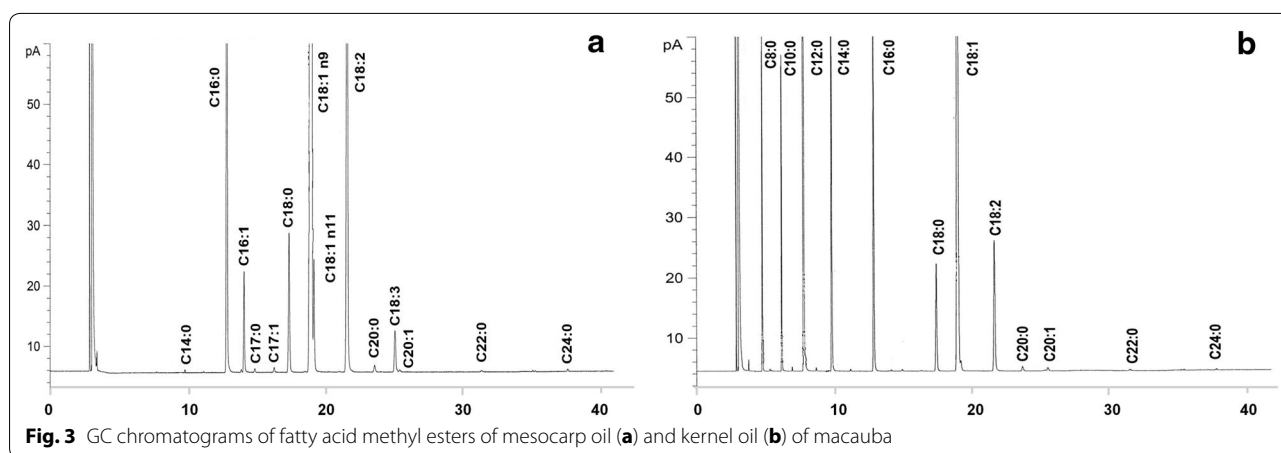 a
pA
50
40
30
20
10
C14:0
C16:0
C16:1
C17:0
C17:1
C18:0
C18:1 n9
C18:1 n11
C18:2
C20:0
C18:3
C20:1
C22:0
C24:0
0 10 20 30 40
b
pA
50
40
30
20
10
C8:0
C10:0
C12:0
C14:0
C16:0
C18:0
C18:1
C18:2
C20:0
C20:1
C22:0
C24:0
0 10 20 30 40
Fig. 3 GC chromatograms of fatty acid methyl esters of mesocarp oil (a) and kernel oil (b) of macauba